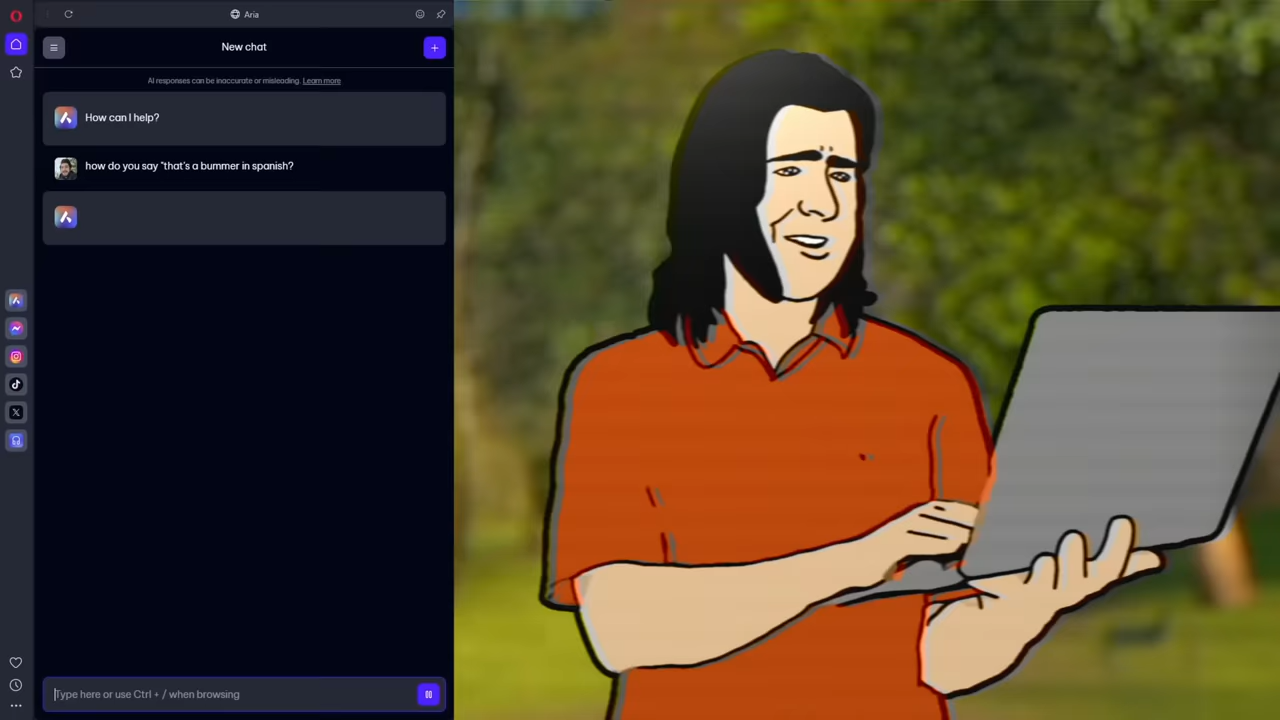 Aria
New chat
AI responses can be inaccurate or misleading. Learn more
How can I help?
how do you say "that's a bummer in spanish?
Type here or use Ctrl + / when browsing